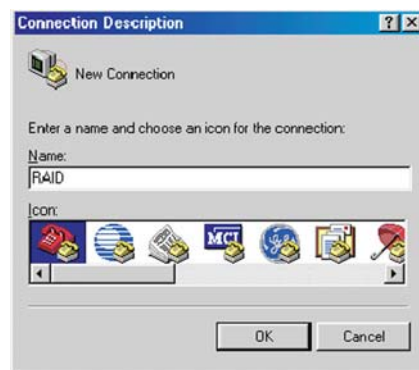 Connection Description
New Connection
Enter a name and choose an icon for the connection:
Name:
RAID
Icon:
MCI
OK
Cancel